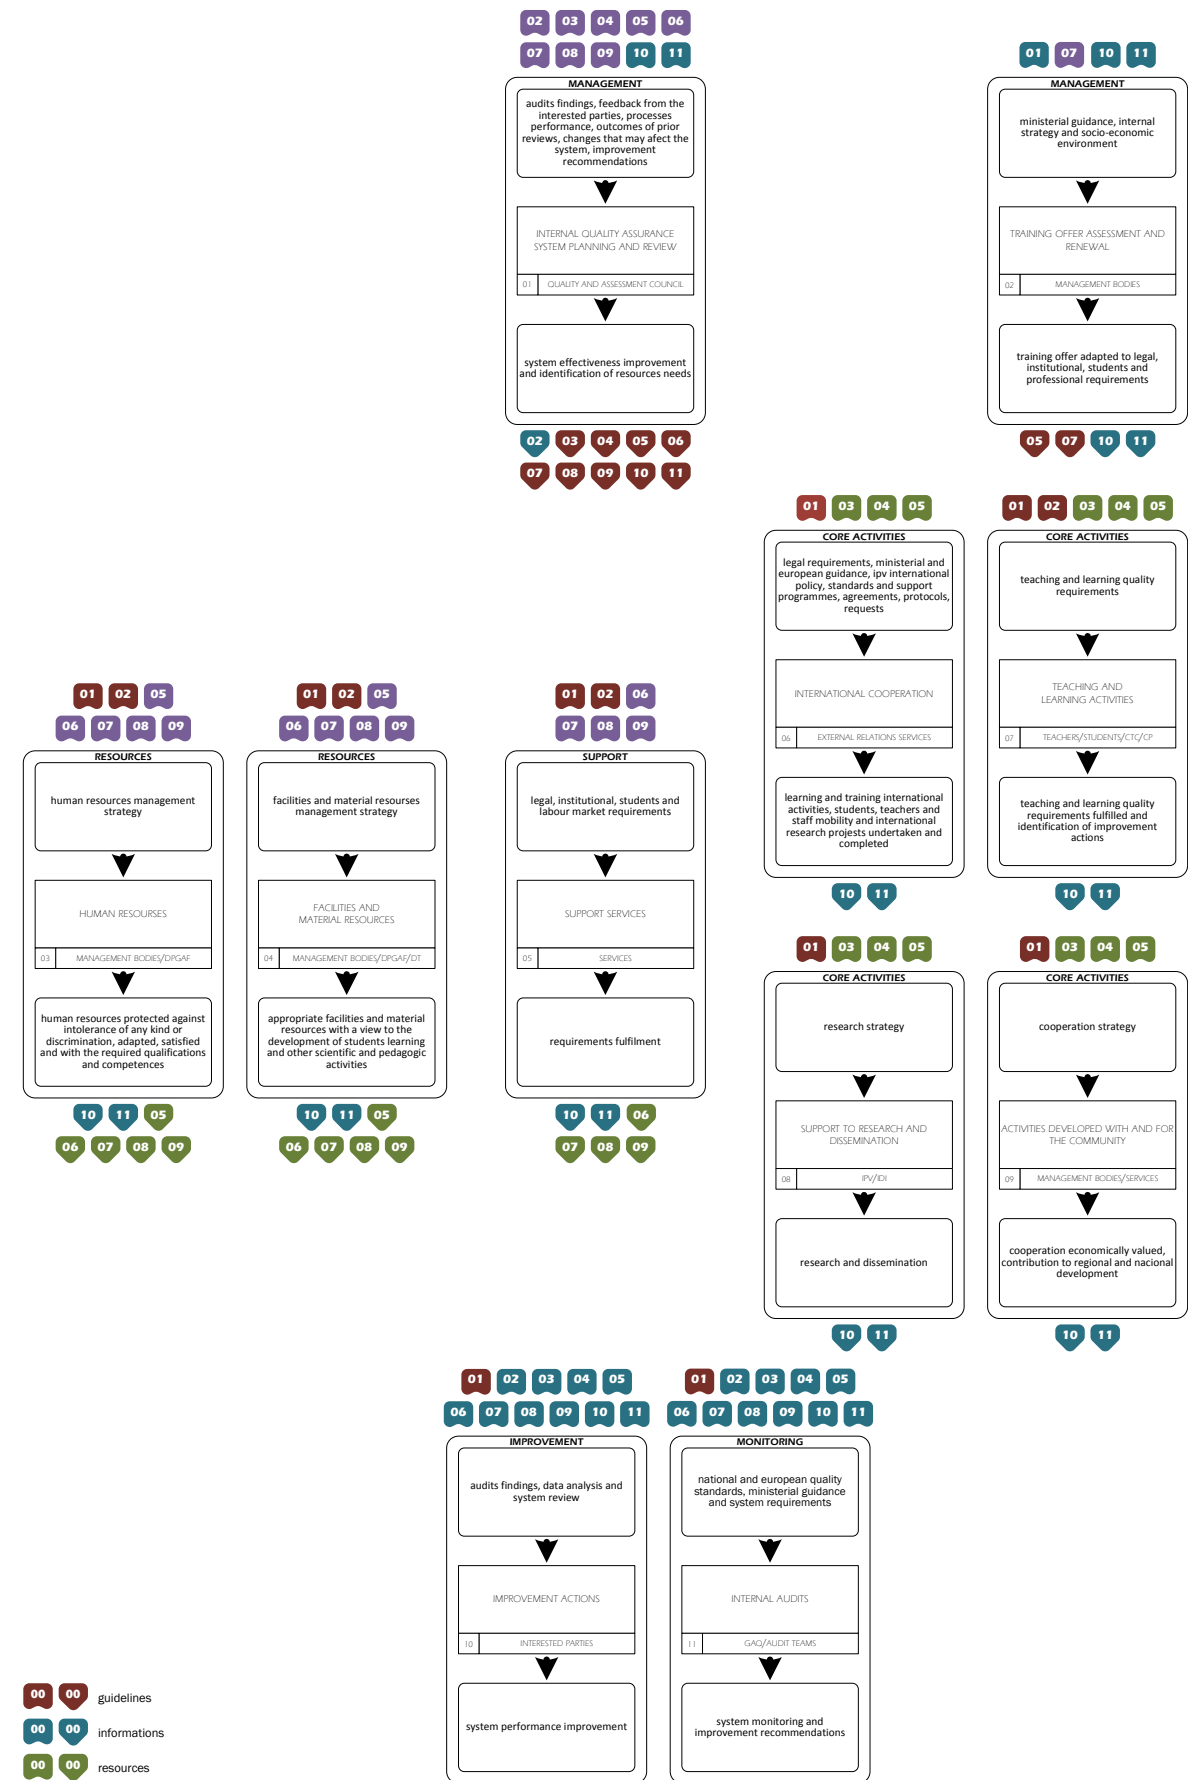 02 03 04 05 06
07 08 09 10 11
MANAGEMENT
audits findings, feedback from the
interested parties, processes
performance, outcomes of prior
reviews, changes that may afect the
system, improvement
recommendations
INTERNAL QUALITY ASSURANCE
SYSTEM PLANNING AND REVIEW
01 QUALITY AND ASSESSMENT COUNCIL
system effectiveness improvement
and identification of resources needs
02 03 04 05 06
07 08 09 10 11
01 07 10 11
MANAGEMENT
ministerial guidance, internal
strategy and socio-economic
environment
TRAINING OFFER ASSESSMENT AND
RENEWAL
02 MANAGEMENT BODIES
training offer adapted to legal,
institutional, students and
professional requirements
05 07 10 11
01 03 04 05
CORE ACTIVITIES
legal requirements, ministerial and
european guidance, ipv international
policy, standards and support
programmes, agreements, protocols,
requests
INTERNATIONAL COOPERATION
06 EXTERNAL RELATIONS SERVICES
learning and training international
activities, students, teachers and
staff mobility and international
research projests undertaken and
completed
10 11
01 02 03 04 05
CORE ACTIVITIES
teaching and learning quality
requirements
TEACHING AND
LEARNING ACTIVITIES
07 TEACHERS/STUDENTS/CTC/CP
teaching and learning quality
requirements fulfilled and
identification of improvement
actions
10 11
01 02 05
06 07 08 09
RESOURCES
human resources management
strategy
HUMAN RESOURSES
03 MANAGEMENT BODIES/DPGAF
human resources protected against
intolerance of any kind or
discrimination, adapted, satisfied
and with the required qualifications
and competences
10 11 05
06 07 08 09
01 02 05
06 07 08 09
RESOURCES
facilities and material resourses
management strategy
FACILITIES AND
MATERIAL RESOURCES
04 MANAGEMENT BODIES/DPGAF/DT
appropriate facilities and material
resources with a view to the
development of students learning
and other scientific and pedagogic
activities
10 11 05
06 07 08 09
01 02 06
07 08 09
SUPPORT
legal, institutional, students and
labour market requirements
SUPPORT SERVICES
05 SERVICES
requirements fulfilment
10 11 06
07 08 09
01 03 04 05
CORE ACTIVITIES
research strategy
SUPPORT TO RESEARCH AND
DISSEMINATION
08 IPV/IDI
research and dissemination
10 11
01 03 04 05
CORE ACTIVITIES
cooperation strategy
ACTIVITIES DEVELOPED WITH AND FOR
THE COMMUNITY
09 MANAGEMENT BODIES/SERVICES
cooperation economically valued,
contribution to regional and nacional
development
10 11
01 02 03 04 05
06 07 08 09 10 11
IMPROVEMENT
audits findings, data analysis and
system review
IMPROVEMENT ACTIONS
10 INTERESTED PARTIES
system performance improvement
01 02 03 04 05
06 07 08 09 10 11
MONITORING
national and european quality
standards, ministerial guidance
and system requirements
INTERNAL AUDITS
11 GAQ/AUDIT TEAMS
system monitoring and
improvement recommendations
00 00 guidelines
00 00 informations
00 00 resources